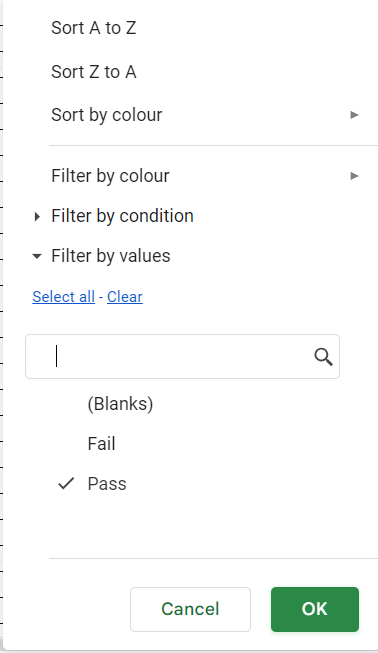 Sort A to Z
Sort Z to A
Sort by colour
Filter by colour
Filter by condition
Filter by values
Select all - Clear
(Blanks)
Fail
Pass
Cancel OK